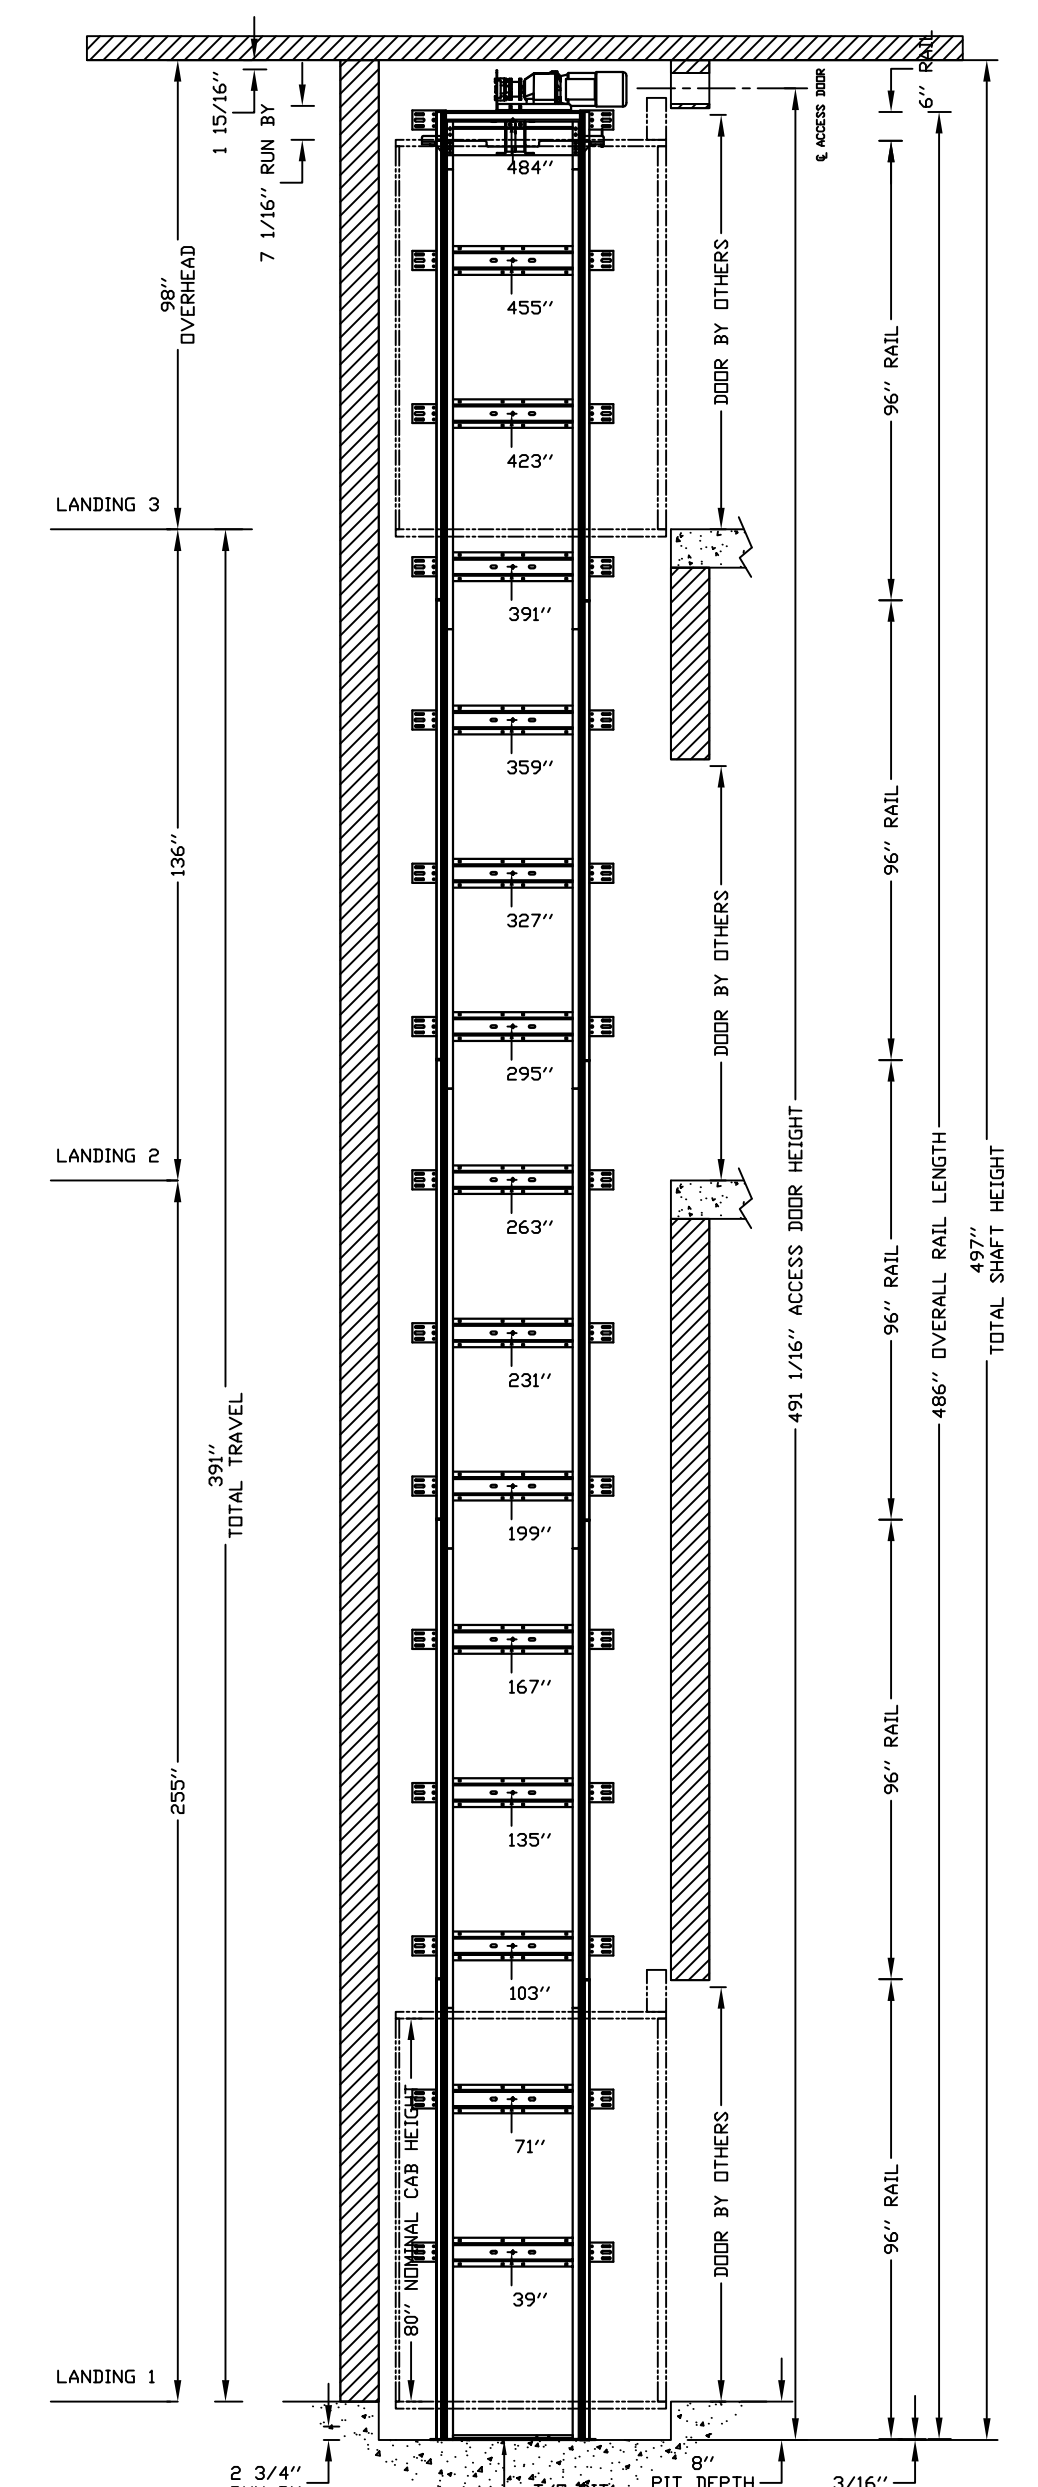 1 15/16"
7 1/16" RUN BY
6" RAIL
℄ ACCESS DOOR
98"
OVERHEAD
484"
455"
423"
DOOR BY OTHERS
96" RAIL
LANDING 3
391"
359"
327"
295"
136"
DOOR BY OTHERS
96" RAIL
LANDING 2
263"
231"
199"
167"
135"
103"
71"
39"
391"
TOTAL TRAVEL
255"
491 1/16" ACCESS DOOR HEIGHT
96" RAIL
486" OVERALL RAIL LENGTH
497"
TOTAL SHAFT HEIGHT
96" RAIL
80" NOMINAL CAB HEIGHT
DOOR BY OTHERS
96" RAIL
LANDING 1
2 3/4"
8"
PIT DEPTH
3/16"